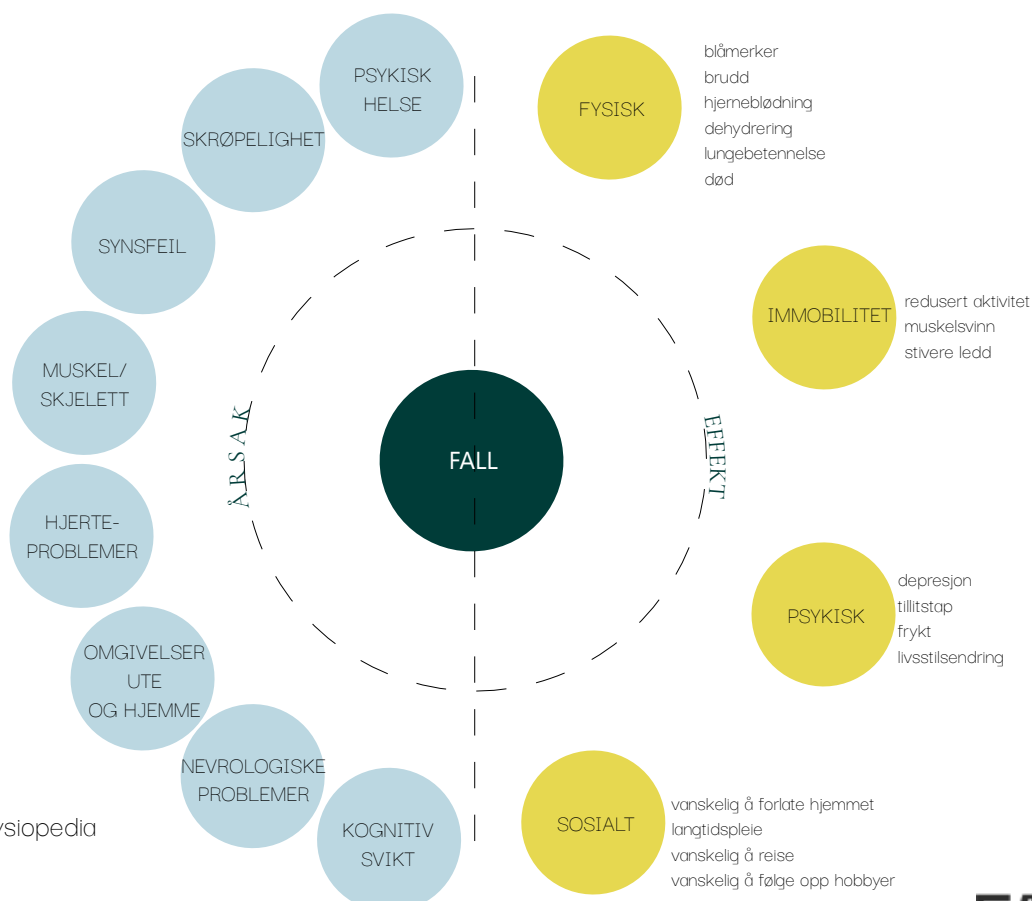 PSYKISK
HELSE
SKRØPELIGHET
SYNSFEIL
MUSKEL/
SKJELETT
HJERTE-
PROBLEMER
OMGIVELSER
UTE
OG HJEMME
NEVROLOGISKE
PROBLEMER
KOGNITIV
SVIKT
ÅRSAK
FALL
EFFEKT
FYSISK
blåmerker
brudd
hjerneblødning
dehydrering
lungebetennelse
død
IMMOBILITET
redusert aktivitet
muskelsvinn
stivere ledd
PSYKISK
depresjon
tillitstap
frykt
livsstilsendring
SOSIALT
vanskelig å forlate hjemmet
langtidspleie
vanskelig å reise
vanskelig å følge opp hobbyer
ysiopedia